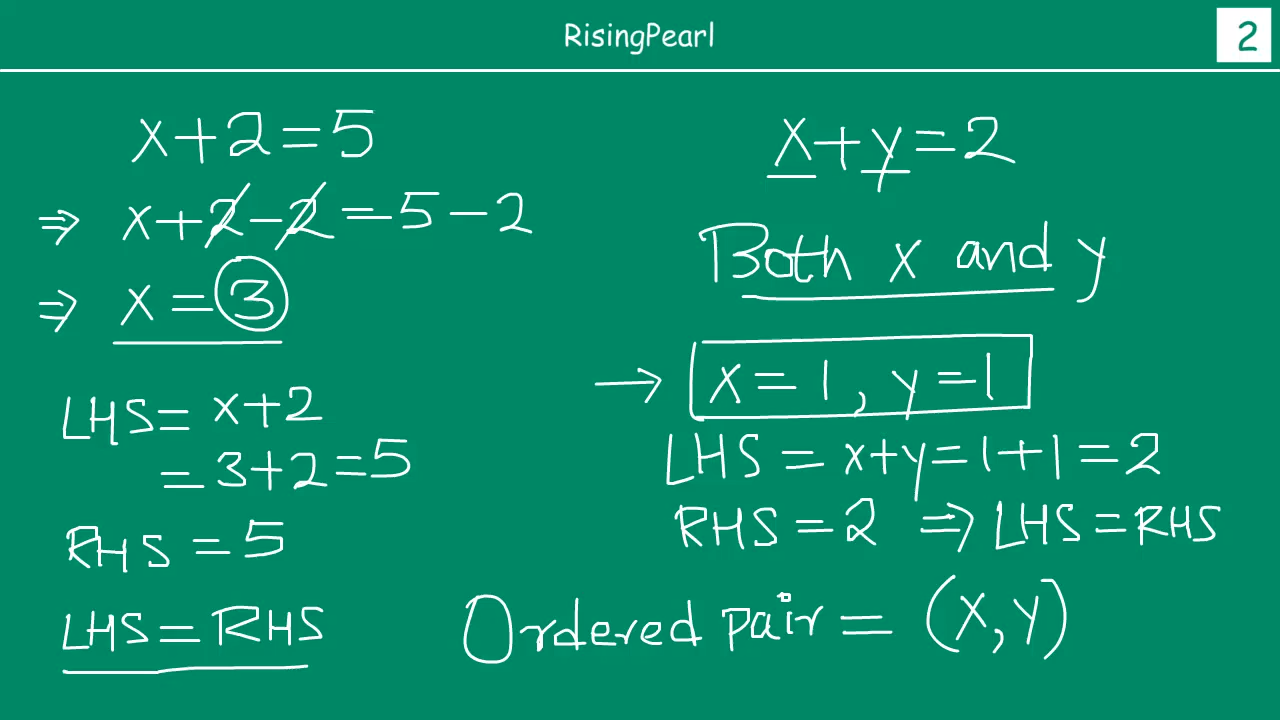 RisingPearl
2
x+2=5
⇒ x+2-2=5-2
⇒ x=3
LHS= x+2
= 3+2=5
RHS =5
LHS=RHS
x+y=2
Both x and y
→ x=1, y=1
LHS = x+y=1+1=2
RHS=2 ⇒ LHS=RHS
Ordered pair = (x,y)